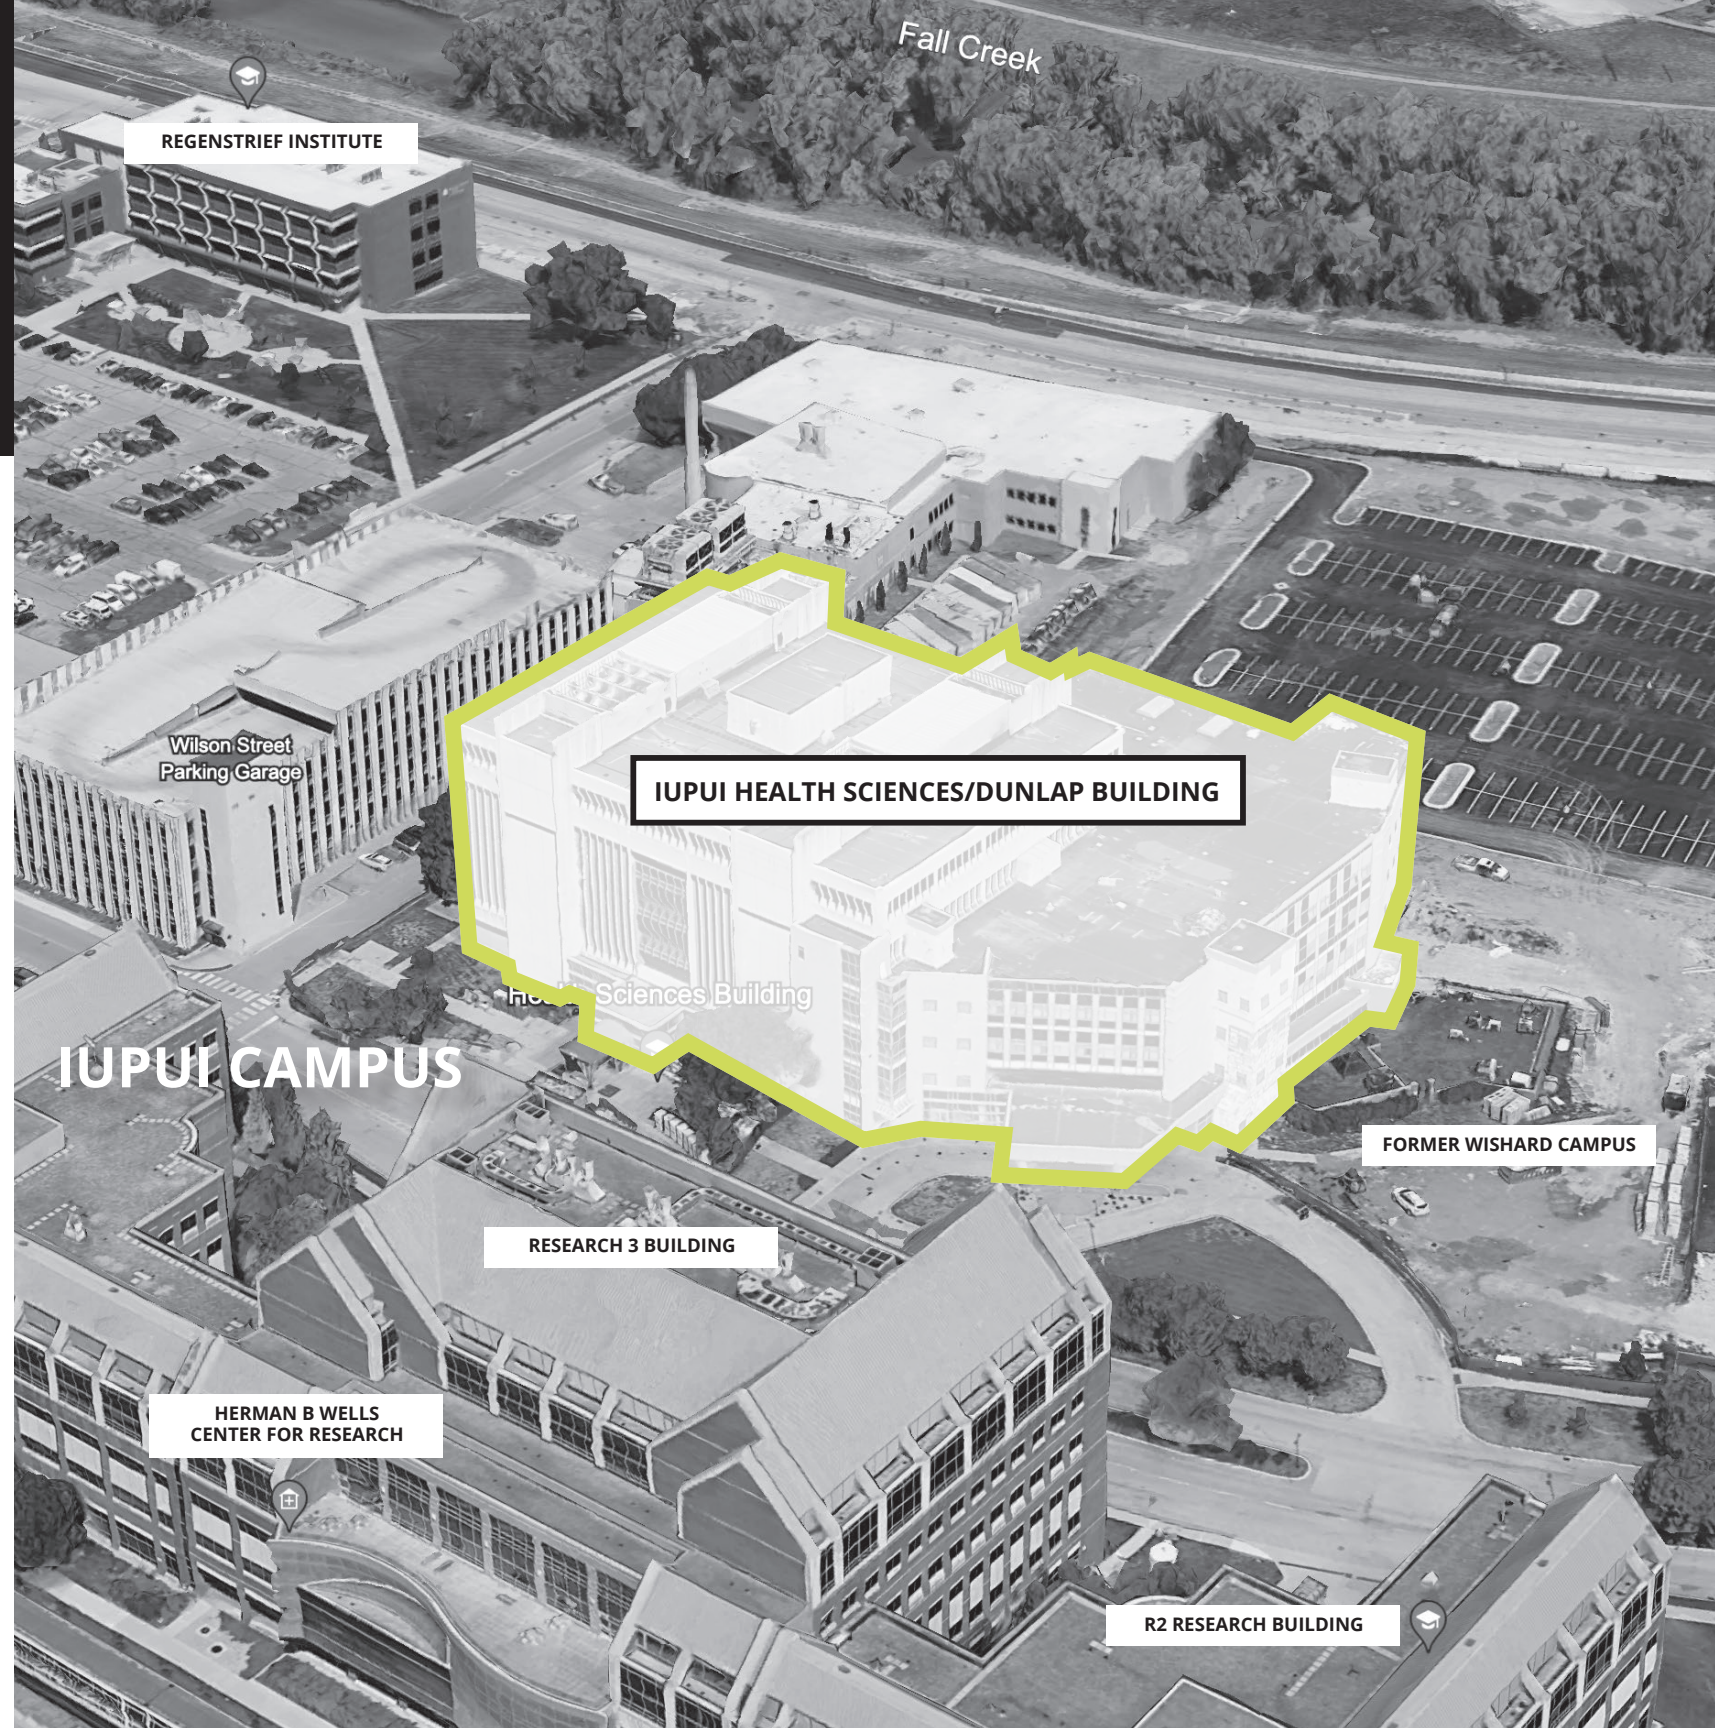 Fall Creek
REGENSTRIEF INSTITUTE
Wilson Street
Parking Garage
IUPUI HEALTH SCIENCES/DUNLAP BUILDING
Health Sciences Building
IUPUI CAMPUS
FORMER WISHARD CAMPUS
RESEARCH 3 BUILDING
HERMAN B WELLS
CENTER FOR RESEARCH
R2 RESEARCH BUILDING